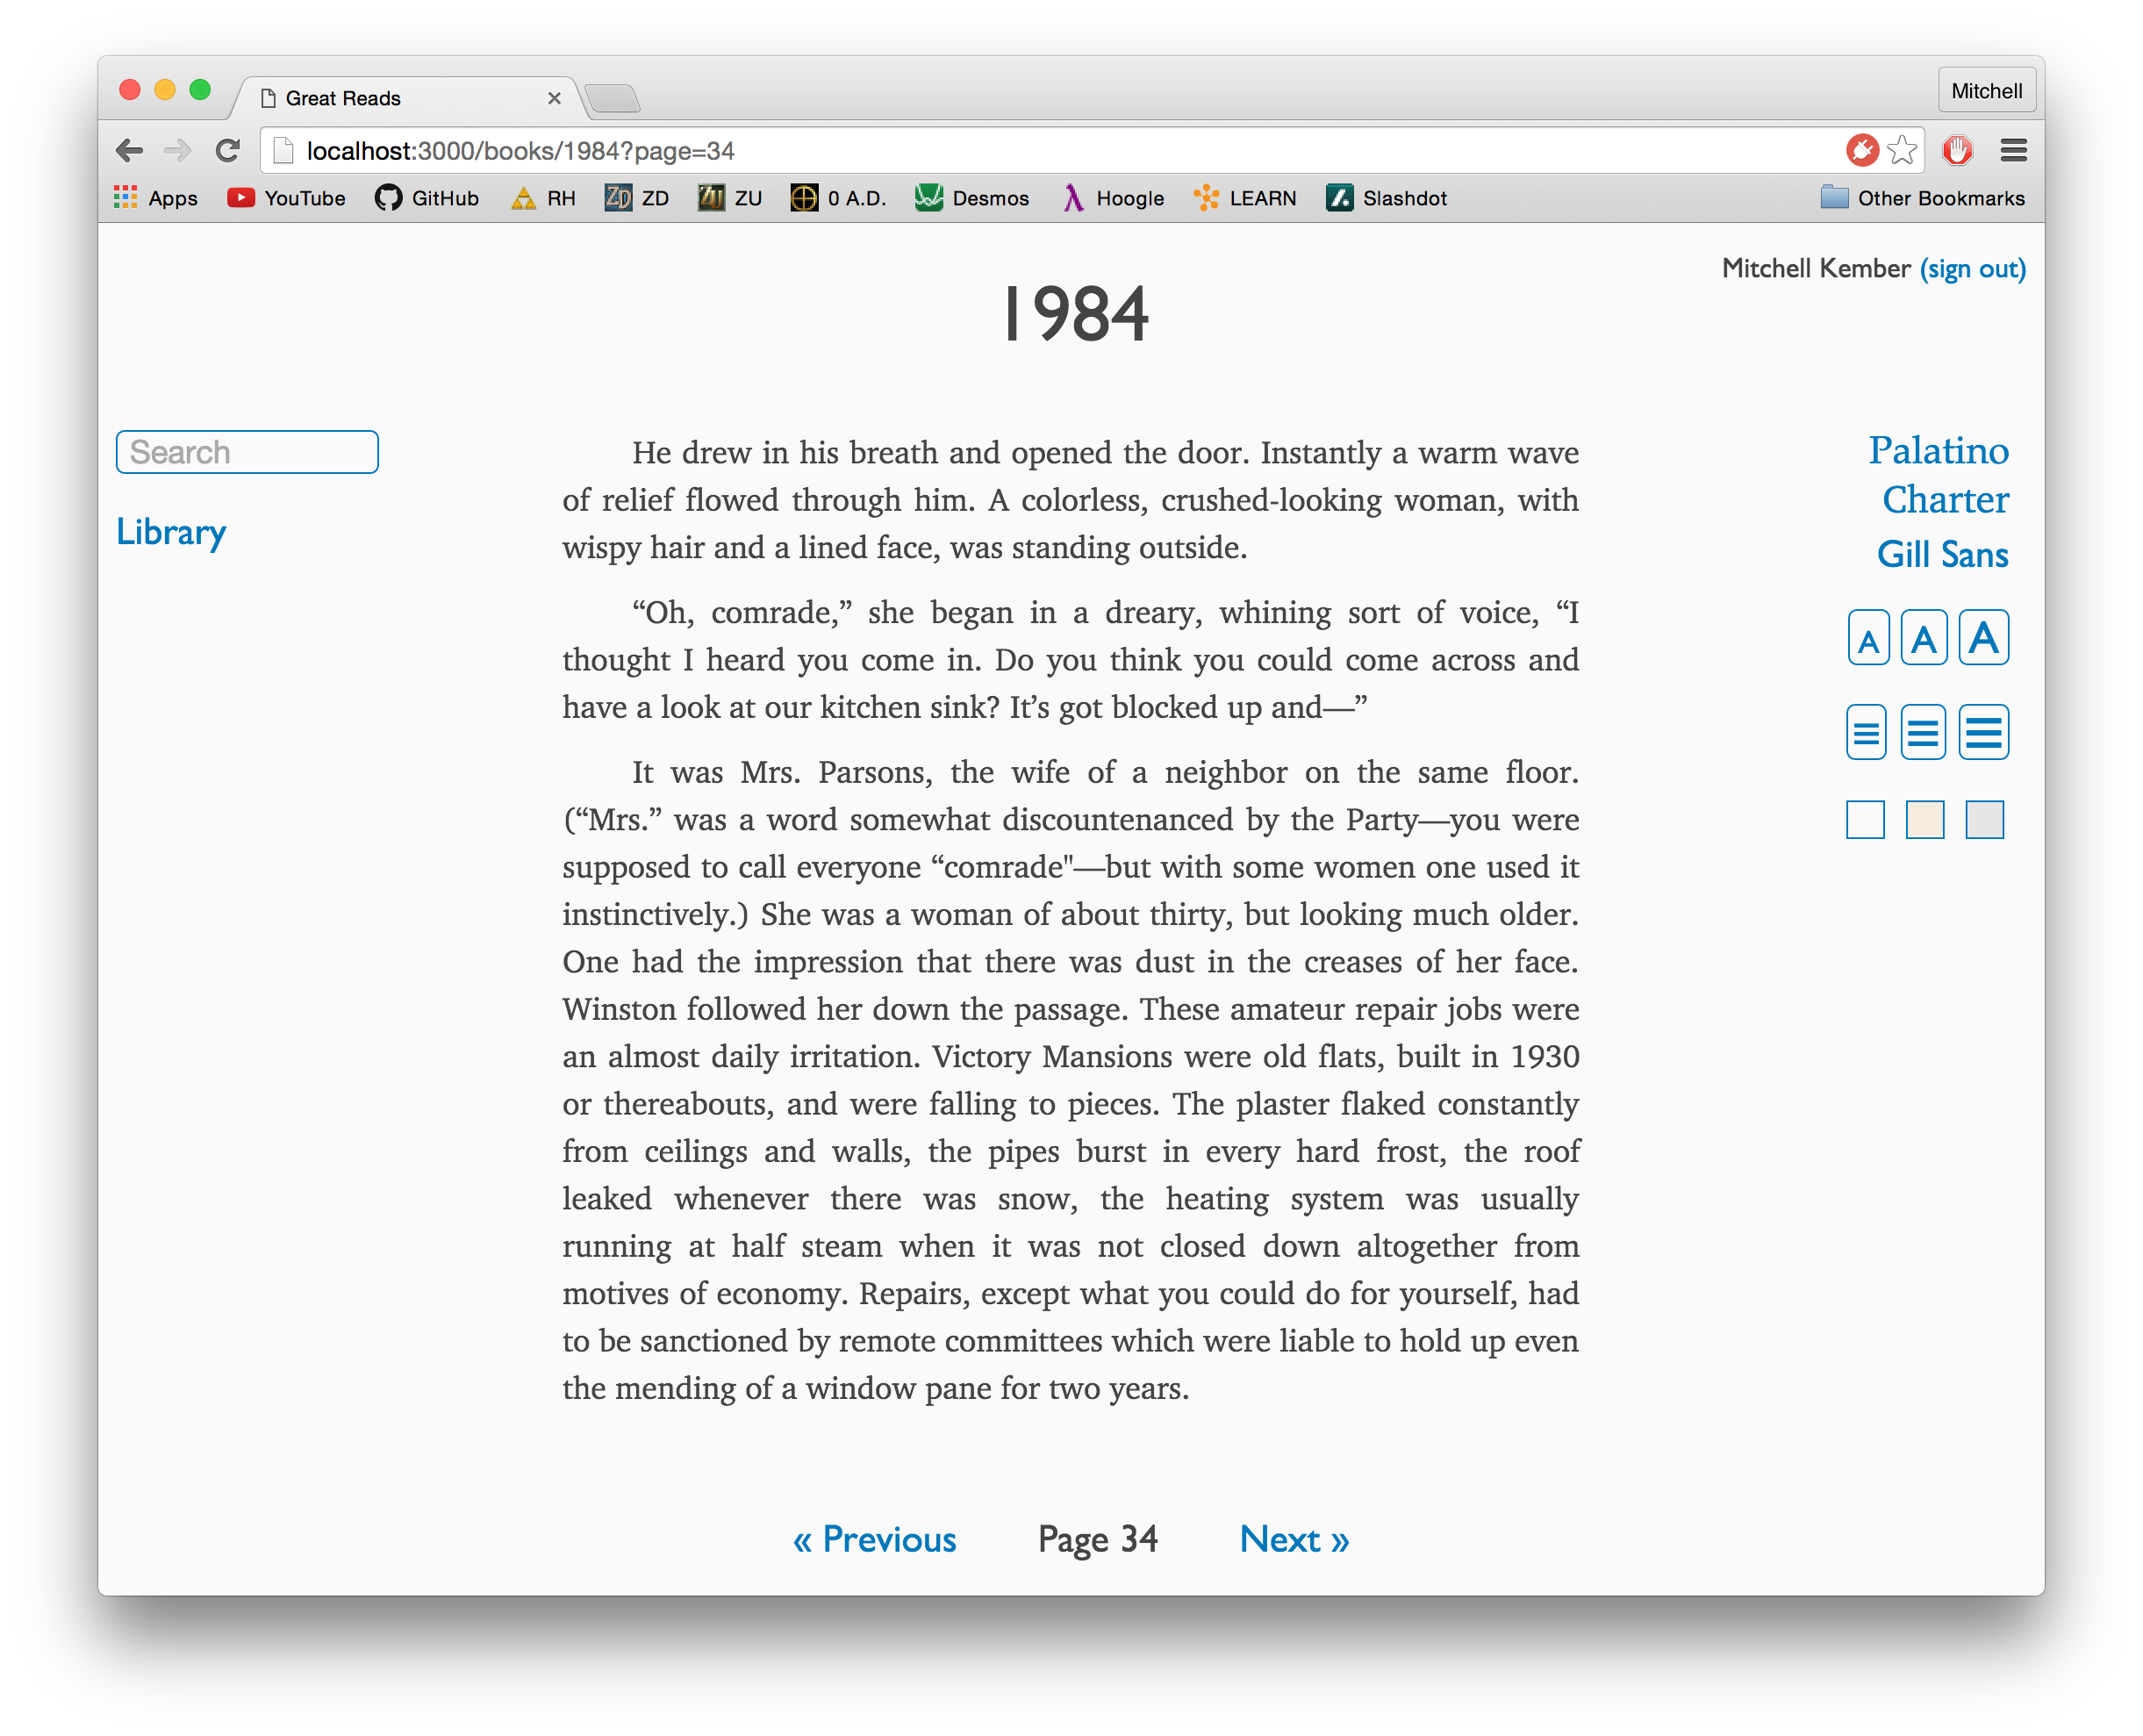 Great Reads
Mitchell
localhost:3000/books/1984?page=34
Apps YouTube GitHub RH ZD ZU 0 A.D. Desmos Hoogle LEARN Slashdot Other Bookmarks
Mitchell Kember (sign out)
1984
Search
Library
He drew in his breath and opened the door. Instantly a warm wave
of relief flowed through him. A colorless, crushed-looking woman, with
wispy hair and a lined face, was standing outside.
“Oh, comrade,” she began in a dreary, whining sort of voice, “I
thought I heard you come in. Do you think you could come across and
have a look at our kitchen sink? It’s got blocked up and—”
It was Mrs. Parsons, the wife of a neighbor on the same floor.
(“Mrs.” was a word somewhat discountenanced by the Party—you were
supposed to call everyone “comrade"—but with some women one used it
instinctively.) She was a woman of about thirty, but looking much older.
One had the impression that there was dust in the creases of her face.
Winston followed her down the passage. These amateur repair jobs were
an almost daily irritation. Victory Mansions were old flats, built in 1930
or thereabouts, and were falling to pieces. The plaster flaked constantly
from ceilings and walls, the pipes burst in every hard frost, the roof
leaked whenever there was snow, the heating system was usually
running at half steam when it was not closed down altogether from
motives of economy. Repairs, except what you could do for yourself, had
to be sanctioned by remote committees which were liable to hold up even
the mending of a window pane for two years.
Palatino
Charter
Gill Sans
A A A
« Previous Page 34 Next »